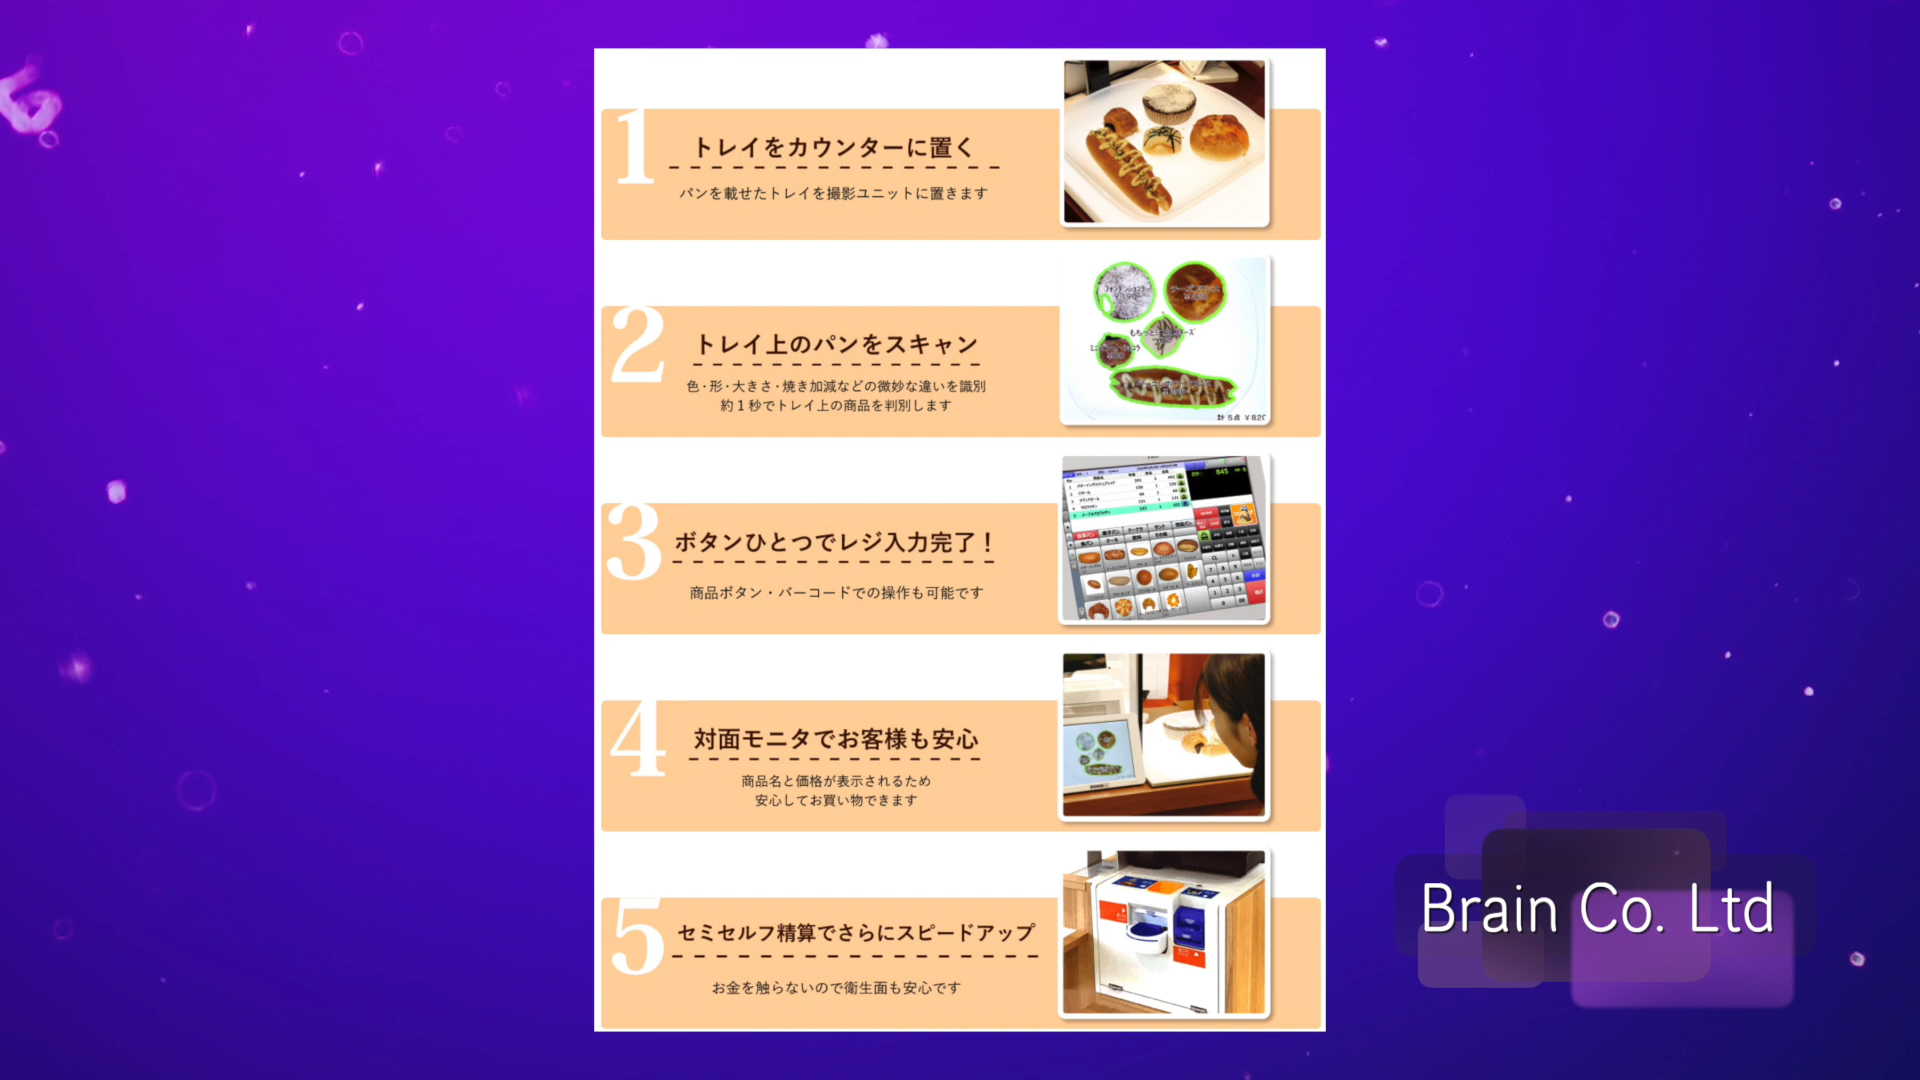 1
トレイをカウンターに置く
パンを載せたトレイを撮影ユニットに置きます
2
トレイ上のパンをスキャン
色・形・大きさ・焼き加減などの微妙な違いを識別
約1秒でトレイ上の商品を判別します
計 5点 ￥820
3
ボタンひとつでレジ入力完了！
商品ボタン・バーコードでの操作も可能です
845
4
対面モニタでお客様も安心
商品名と価格が表示されるため
安心してお買い物できます
5
セミセルフ精算でさらにスピードアップ
お金を触らないので衛生面も安心です
Brain Co. Ltd